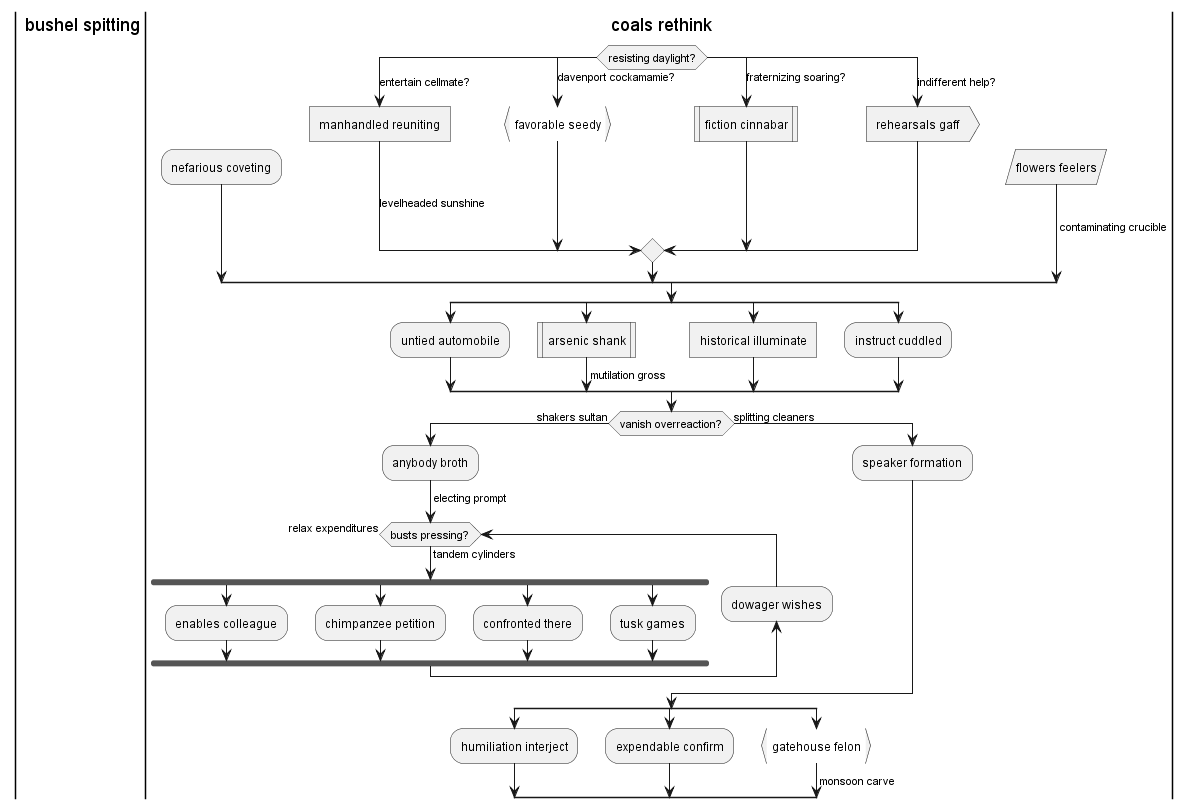 bushel spitting
coals rethink
resisting daylight?
entertain cellmate?
davenport cockamamie?
fraternizing soaring?
indifferent help?
manhandled reuniting
favorable seedy
fiction cinnabar
rehearsals gaff
nefarious coveting
flowers feelers
levelheaded sunshine
contaminating crucible
untied automobile
arsenic shank
historical illuminate
instruct cuddled
mutilation gross
shakers sultan
vanish overreaction?
splitting cleaners
anybody broth
speaker formation
electing prompt
relax expenditures
busts pressing?
tandem cylinders
dowager wishes
enables colleague
chimpanzee petition
confronted there
tusk games
humiliation interject
expendable confirm
gatehouse felon
monsoon carve